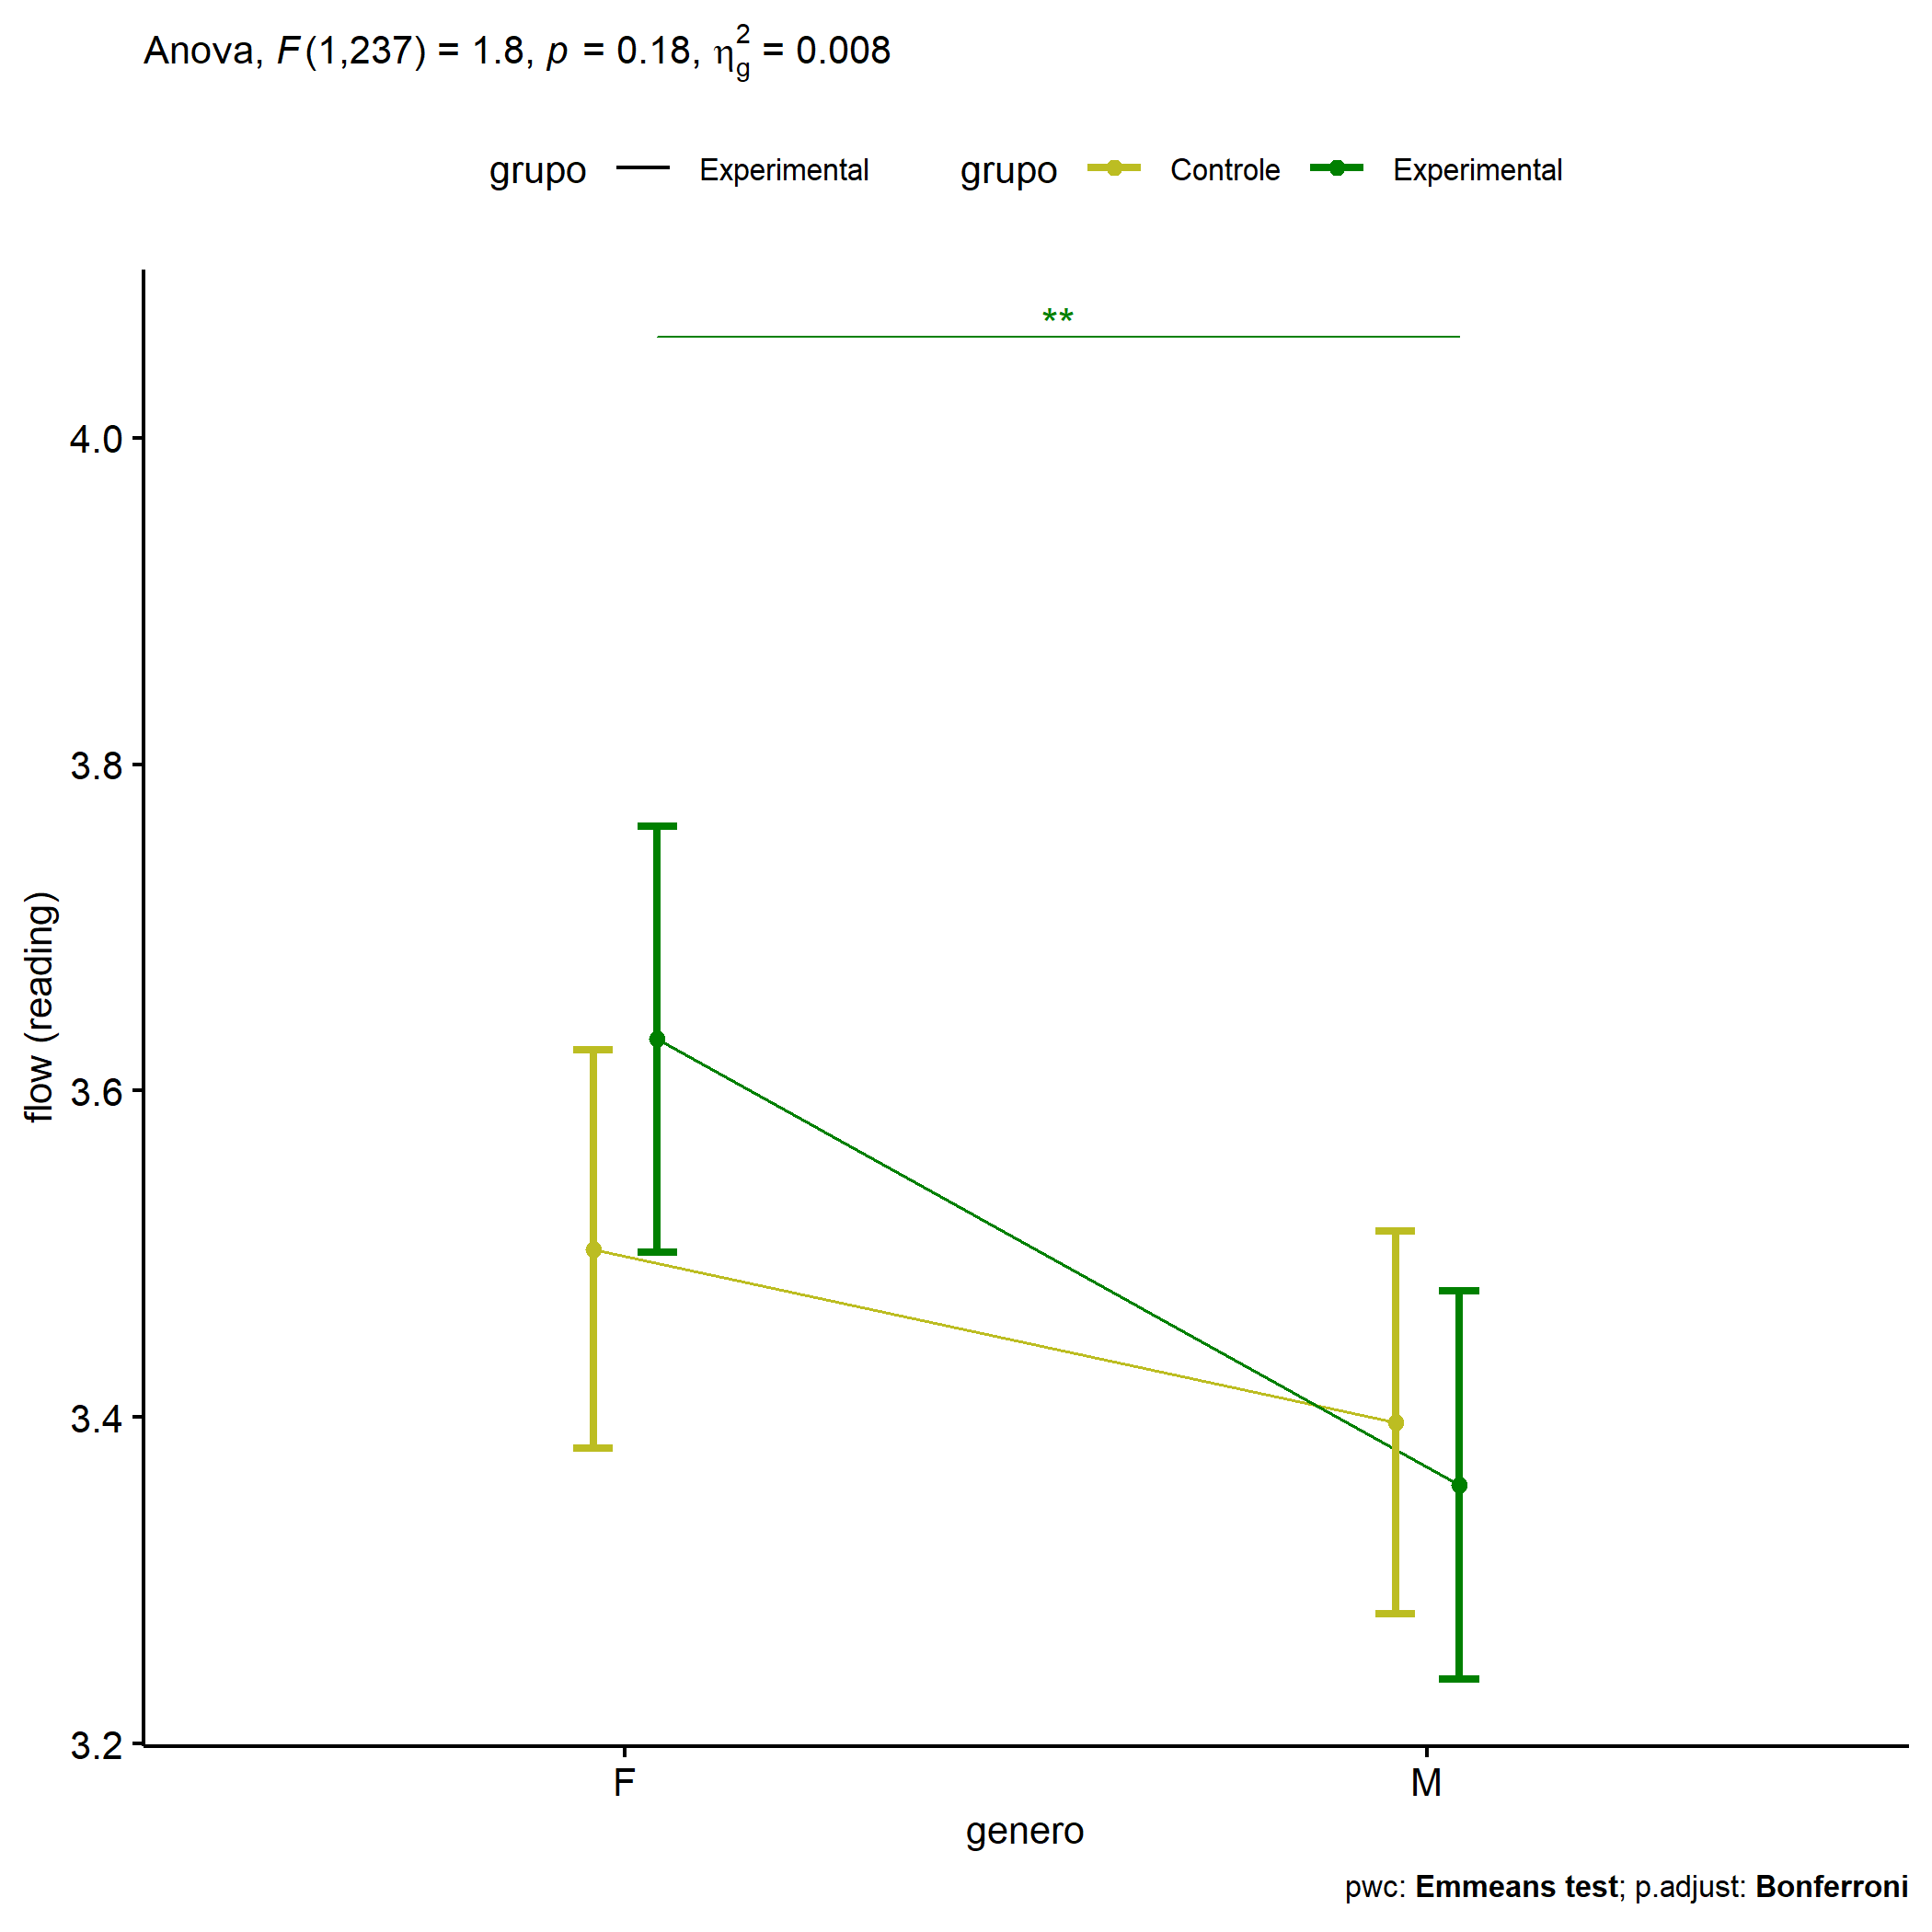 Anova, F(1,237) = 1.8, p = 0.18, η²g = 0.008
grupo Experimental grupo Controle Experimental
**
4.0
3.8
3.6
3.4
3.2
flow (reading)
F M
genero
pwc: Emmeans test; p.adjust: Bonferroni